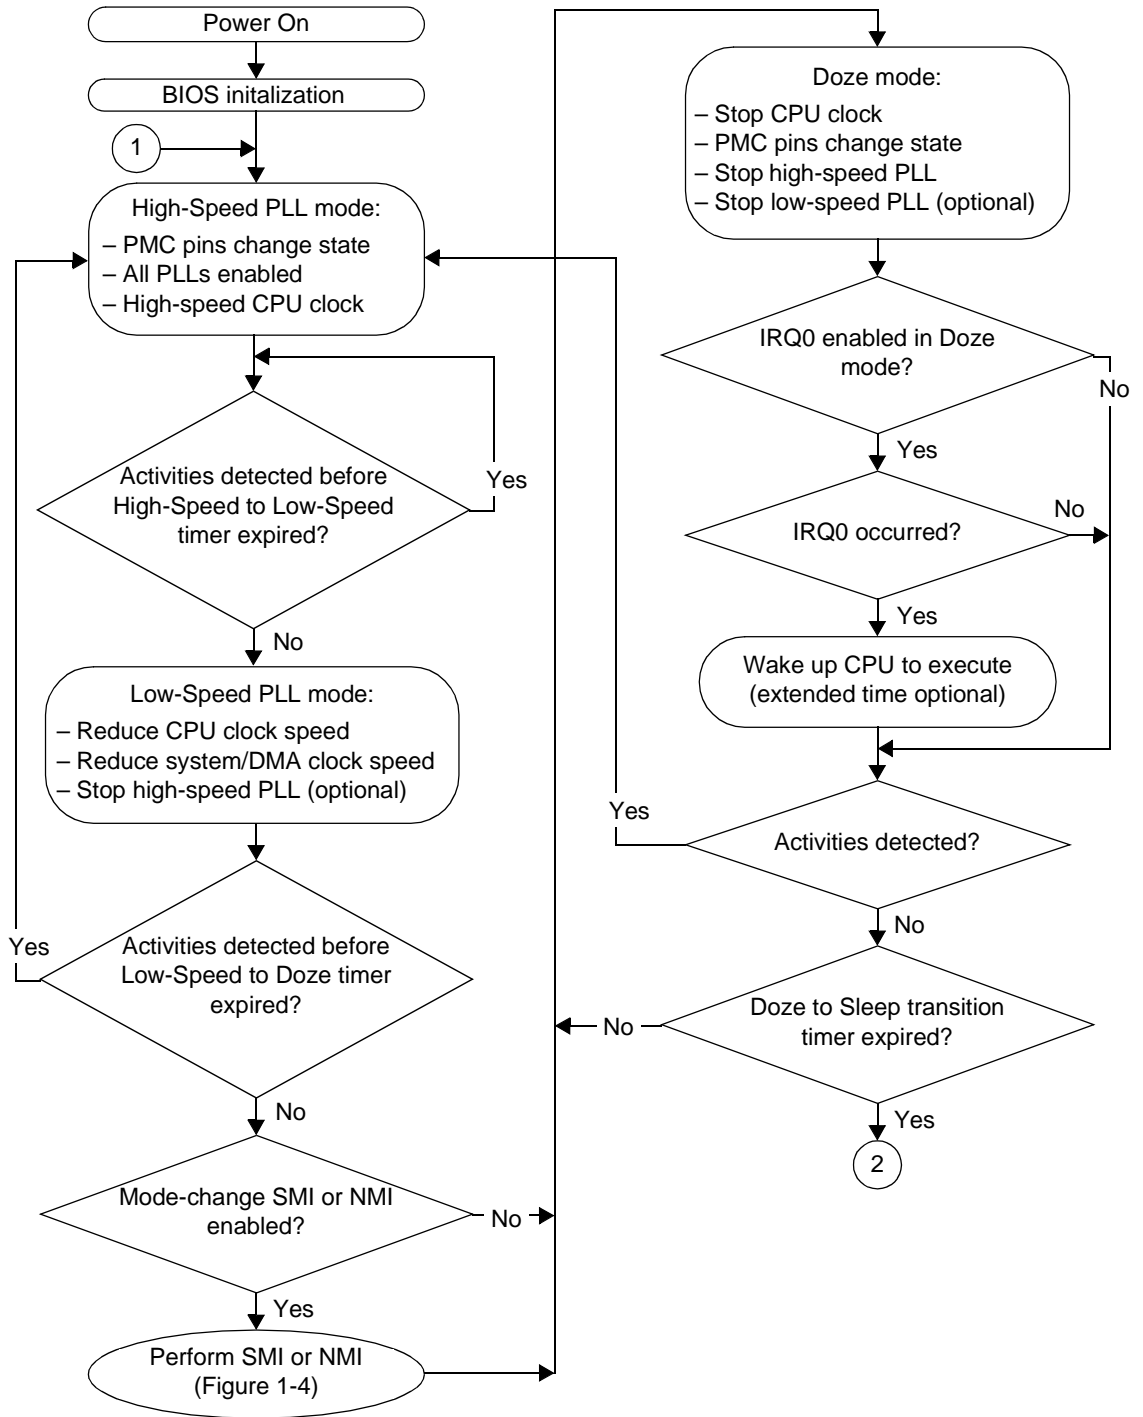 Power On
BIOS initalization
1
High-Speed PLL mode:
– PMC pins change state
– All PLLs enabled
– High-speed CPU clock
Activities detected before
High-Speed to Low-Speed
timer expired?
Yes
No
Low-Speed PLL mode:
– Reduce CPU clock speed
– Reduce system/DMA clock speed
– Stop high-speed PLL (optional)
Yes
Activities detected before
Low-Speed to Doze timer
expired?
No
Mode-change SMI or NMI
enabled?
No
Yes
Perform SMI or NMI
(Figure 1-4)
Doze mode:
– Stop CPU clock
– PMC pins change state
– Stop high-speed PLL
– Stop low-speed PLL (optional)
IRQ0 enabled in Doze
mode?
No
Yes
IRQ0 occurred?
No
Yes
Wake up CPU to execute
(extended time optional)
Yes
Activities detected?
No
Doze to Sleep transition
timer expired?
No
Yes
2